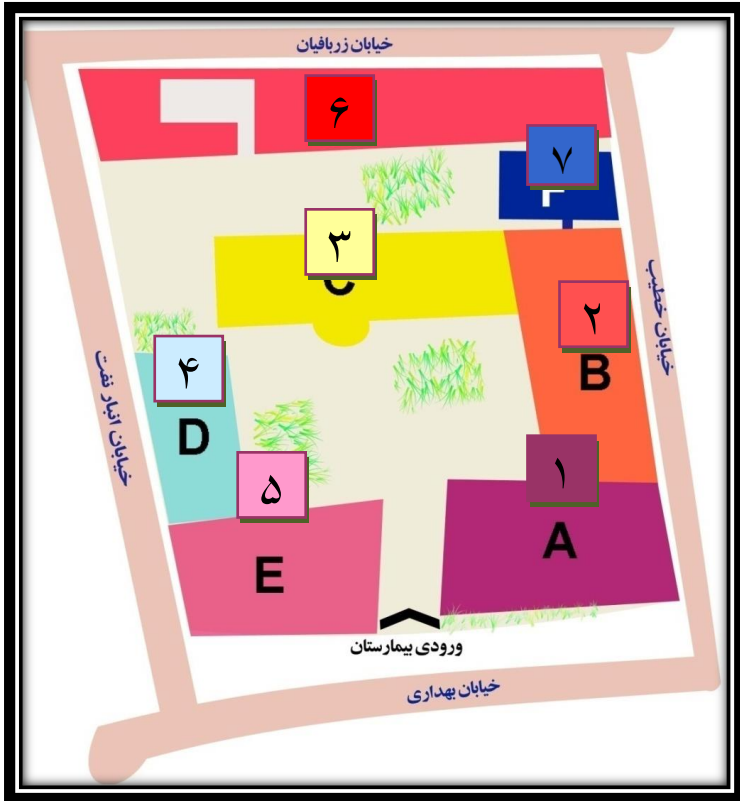 خیابان زربافیان
۶
۷
۳
C
۲
B
خیابان خطیب
۴
D
خیابان انبار نفت
۵
E
۱
A
ورودی بیمارستان
خیابان بهداری